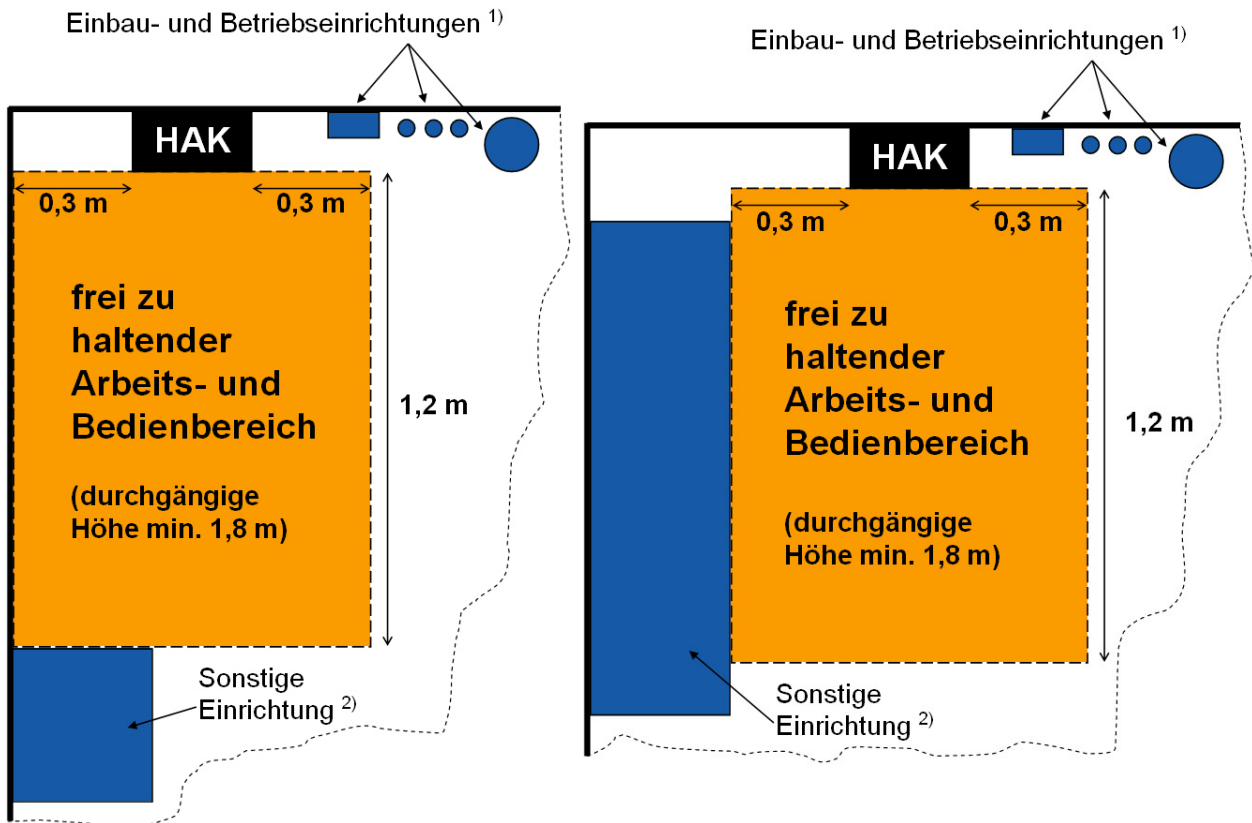 Einbau- und Betriebseinrichtungen 1)
HAK
0,3 m
0,3 m
frei zu
haltender
Arbeits- und
Bedienbereich
(durchgängige
Höhe min. 1,8 m)
1,2 m
Sonstige
Einrichtung 2)
Einbau- und Betriebseinrichtungen 1)
HAK
0,3 m
0,3 m
frei zu
haltender
Arbeits- und
Bedienbereich
(durchgängige
Höhe min. 1,8 m)
1,2 m
Sonstige
Einrichtung 2)